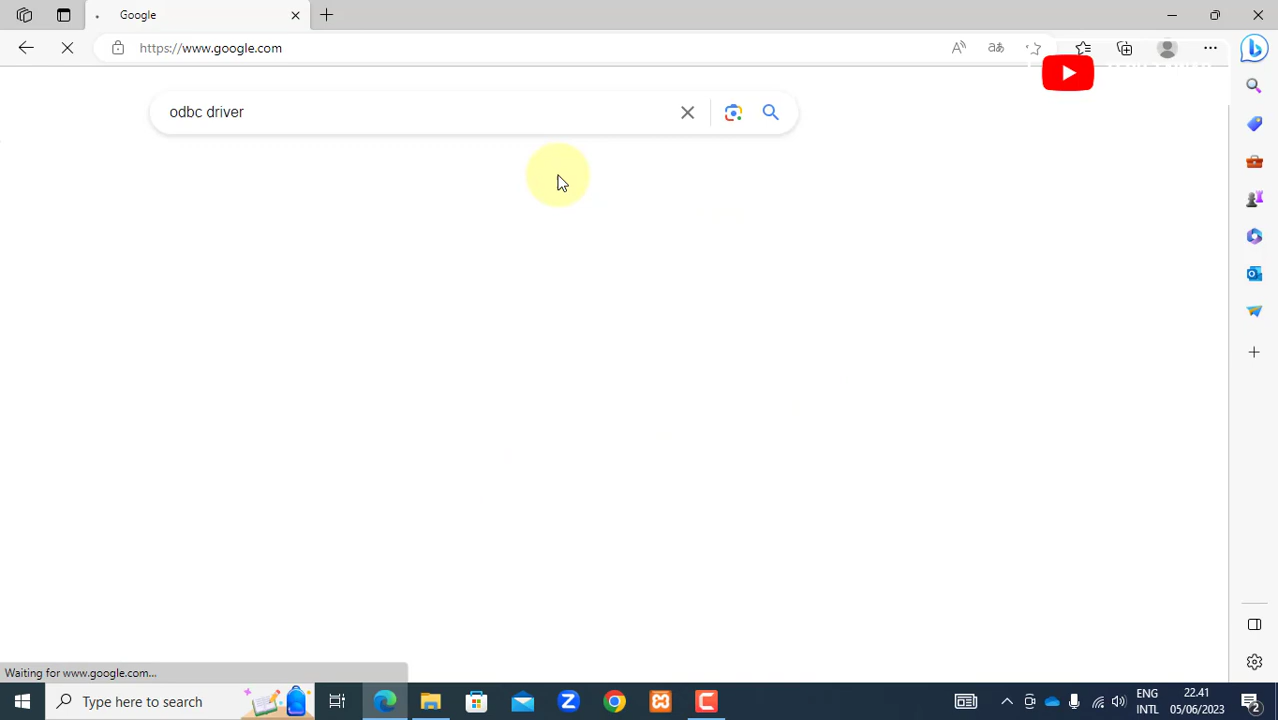 Google
https://www.google.com
odbc driver
Waiting for www.google.com...
Type here to search
ENG
INTL
22.41
05/06/2023
2